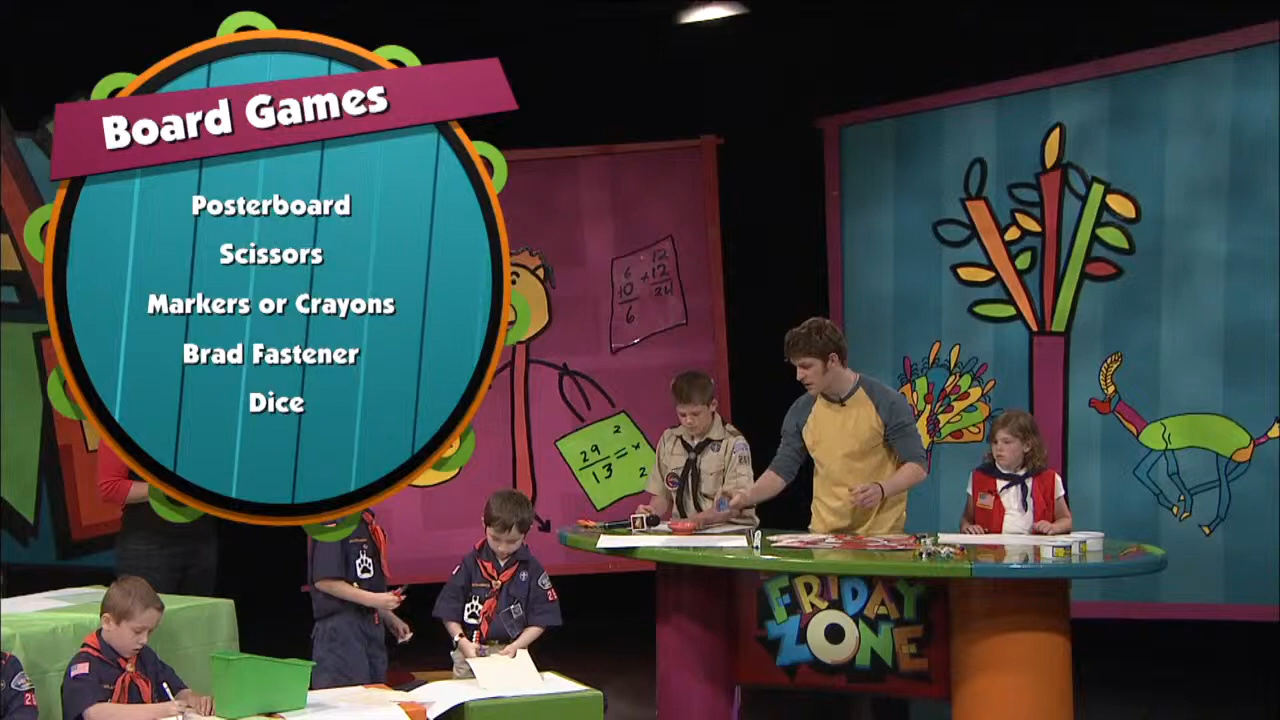 Board Games
Posterboard
Scissors
Markers or Crayons
Brad Fastener
Dice
12
6 +12
10 24
6
2
29
13 = x
2
FRIDAY
ZONE